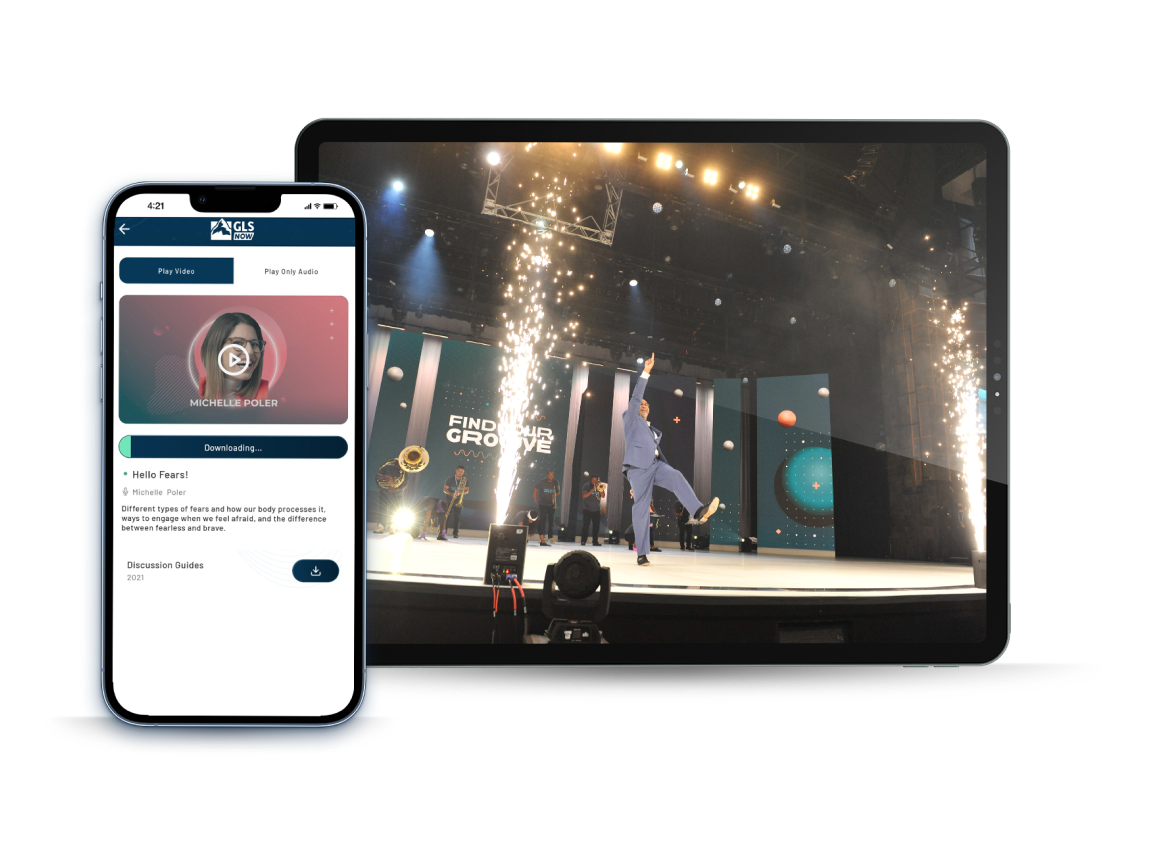 4:21
GLS
NOW
Play Video
Play Only Audio
MICHELLE POLER
Downloading...
Hello Fears!
Michelle Poler
Different types of fears and how our body processes it,
ways to engage when we feel afraid, and the difference
between fearless and brave.
Discussion Guides
2021
FIND YOUR
GROOVE